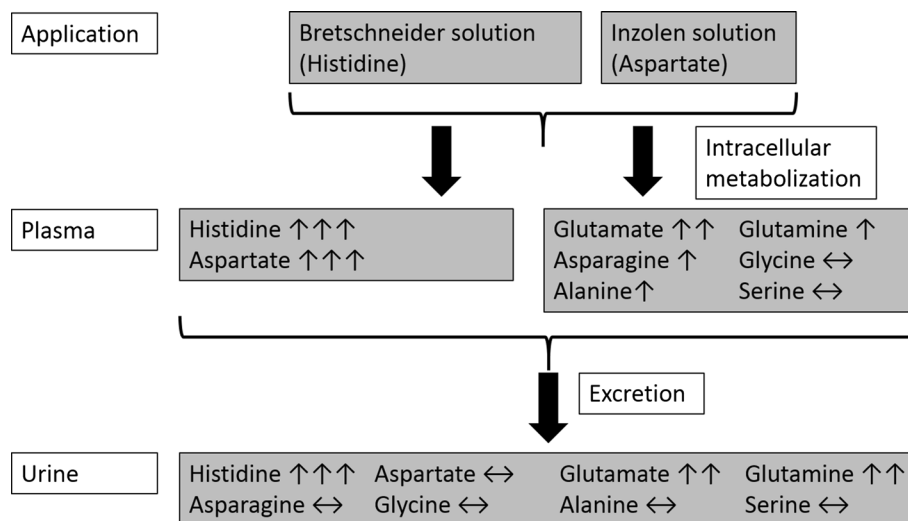 Application
Bretschneider solution
(Histidine)
Inzolen solution
(Aspartate)
Intracellular
metabolization
Plasma
Histidine ↑↑↑
Aspartate ↑↑↑
Glutamate ↑↑ Glutamine ↑
Asparagine ↑ Glycine ↔
Alanine↑ Serine ↔
Excretion
Urine
Histidine ↑↑↑ Aspartate ↔ Glutamate ↑↑ Glutamine ↑↑
Asparagine ↔ Glycine ↔ Alanine ↔ Serine ↔